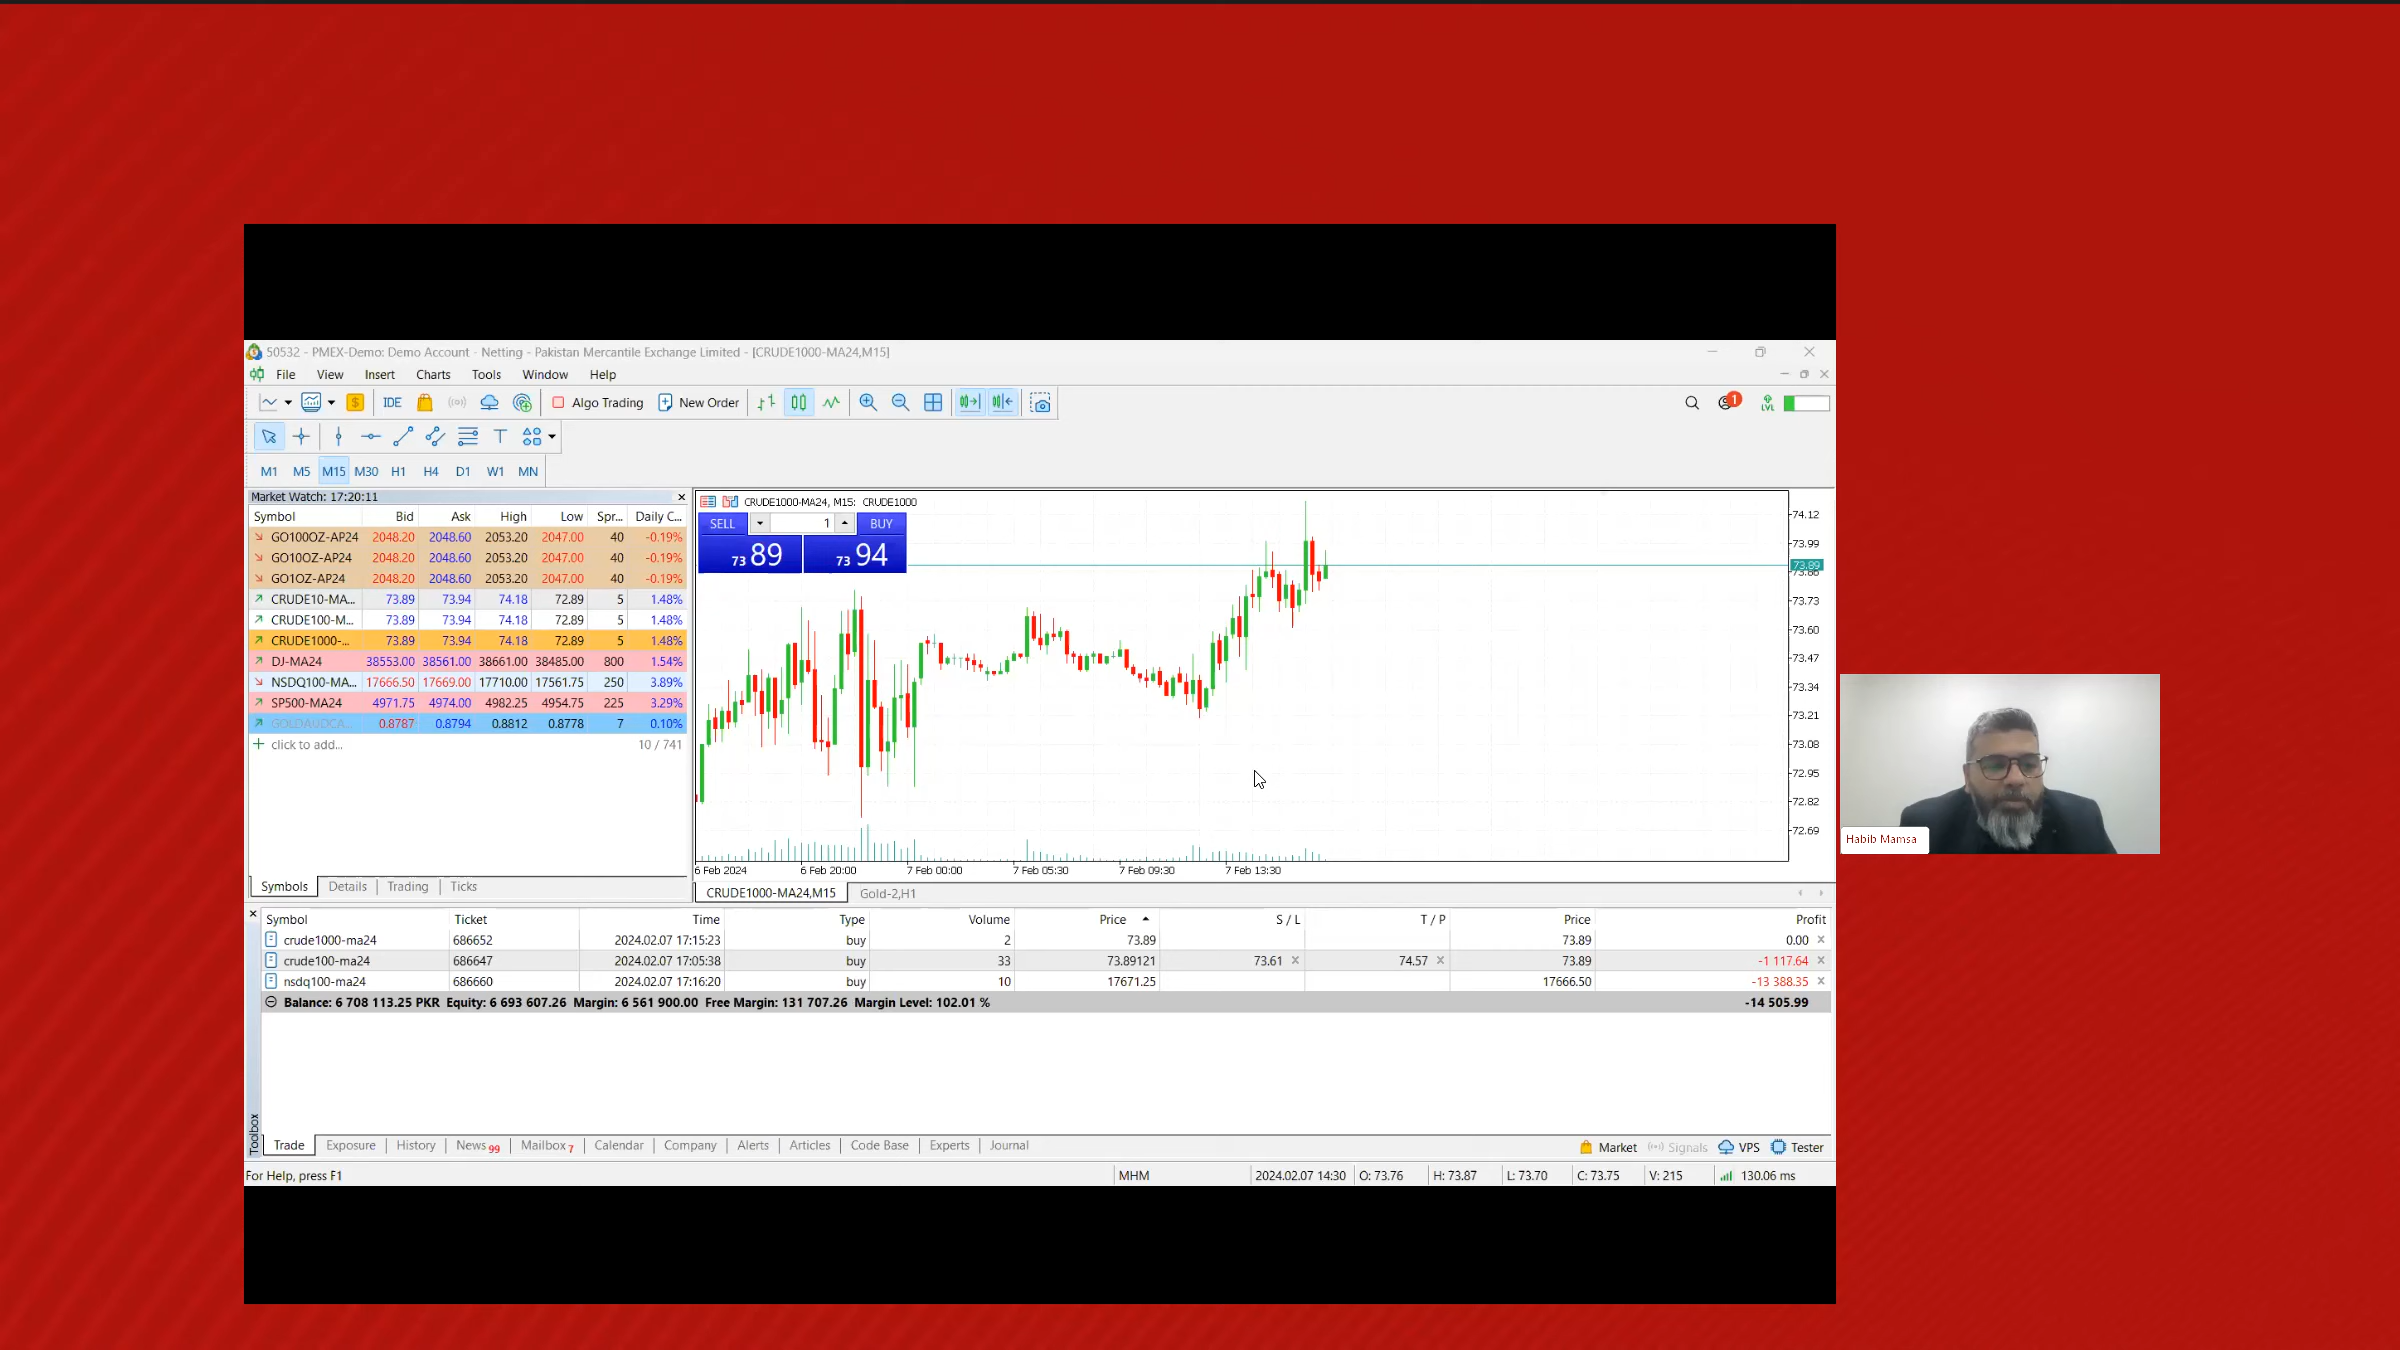 50532 - PMEX-Demo: Demo Account - Netting - Pakistan Mercantile Exchange Limited - [CRUDE1000-MA24,M15]
File View Insert Charts Tools Window Help
IDE Algo Trading New Order 1 LVL
M1 M5 M15 M30 H1 H4 D1 W1 MN
Market Watch: 17:20:11
Symbol Bid Ask High Low Spr... Daily C...
GO100OZ-AP24 2048.20 2048.60 2053.20 2047.00 40 -0.19%
GO10OZ-AP24 2048.20 2048.60 2053.20 2047.00 40 -0.19%
GO1OZ-AP24 2048.20 2048.60 2053.20 2047.00 40 -0.19%
CRUDE10-MA... 73.89 73.94 74.18 72.89 5 1.48%
CRUDE100-M... 73.89 73.94 74.18 72.89 5 1.48%
CRUDE1000-... 73.89 73.94 74.18 72.89 5 1.48%
DJ-MA24 38553.00 38561.00 38661.00 38485.00 800 1.54%
NSDQ100-MA... 17666.50 17669.00 17710.00 17561.75 250 3.89%
SP500-MA24 4971.75 4974.00 4982.25 4954.75 225 3.29%
GOLDAUDCA... 0.8787 0.8794 0.8812 0.8778 7 0.10%
click to add... 10 / 741
Symbols Details Trading Ticks
CRUDE1000-MA24, M15: CRUDE1000
SELL 1 BUY
73 89 73 94
74.12
73.99
73.89
73.86
73.73
73.60
73.47
73.34
73.21
73.08
72.95
72.82
72.69
6 Feb 2024 6 Feb 20:00 7 Feb 00:00 7 Feb 05:30 7 Feb 09:30 7 Feb 13:30
CRUDE1000-MA24,M15 Gold-2,H1
Habib Mamsa
Symbol Ticket Time Type Volume Price S / L T / P Price Profit
crude1000-ma24 686652 2024.02.07 17:15:23 buy 2 73.89 73.89 0.00
crude100-ma24 686647 2024.02.07 17:05:38 buy 33 73.89121 73.61 74.57 73.89 -1 117.64
nsdq100-ma24 686660 2024.02.07 17:16:20 buy 10 17671.25 17666.50 -13 388.35
Balance: 6 708 113.25 PKR Equity: 6 693 607.26 Margin: 6 561 900.00 Free Margin: 131 707.26 Margin Level: 102.01 % -14 505.99
Toolbox
Trade Exposure History News 99 Mailbox 7 Calendar Company Alerts Articles Code Base Experts Journal Market Signals VPS Tester
For Help, press F1 MHM 2024.02.07 14:30 O: 73.76 H: 73.87 L: 73.70 C: 73.75 V: 215 130.06 ms